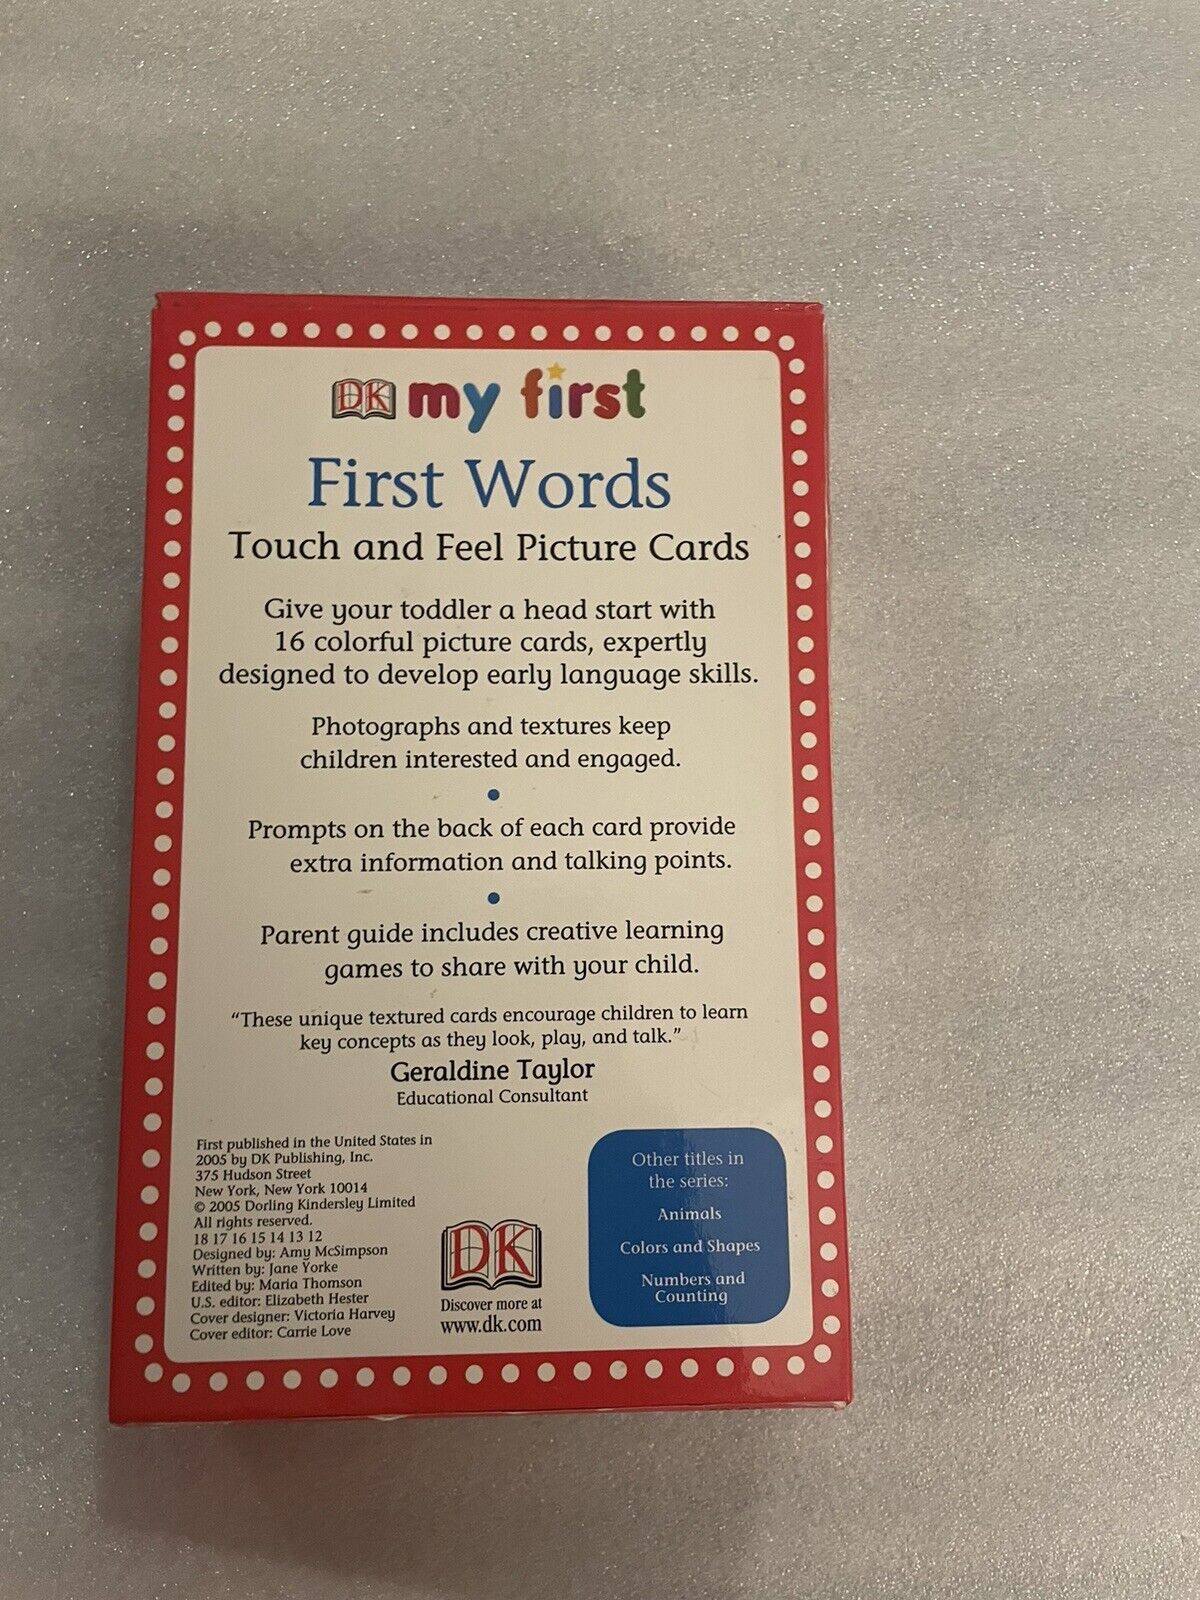 DK my first
First Words
Touch and Feel Picture Cards
Give your toddler a head start with
16 colorful picture cards, expertly
designed to develop early language skills.
Photographs and textures keep
children interested and engaged.
•
Prompts on the back of each card provide
extra information and talking points.
•
Parent guide includes creative learning
games to share with your child.
“These unique textured cards encourage children to learn
key concepts as they look, play, and talk.”
Geraldine Taylor
Educational Consultant
First published in the United States in
2005 by DK Publishing, Inc.
375 Hudson Street
New York, New York 10014
© 2005 Dorling Kindersley Limited
All rights reserved.
18 17 16 15 14 13 12
Designed by: Amy McSimpson
Written by: Jane Yorke
Edited by: Maria Thomson
U.S. editor: Elizabeth Hester
Cover designer: Victoria Harvey
Cover editor: Carrie Love
DK
Discover more at
www.dk.com
Other titles in
the series:
Animals
Colors and Shapes
Numbers and
Counting